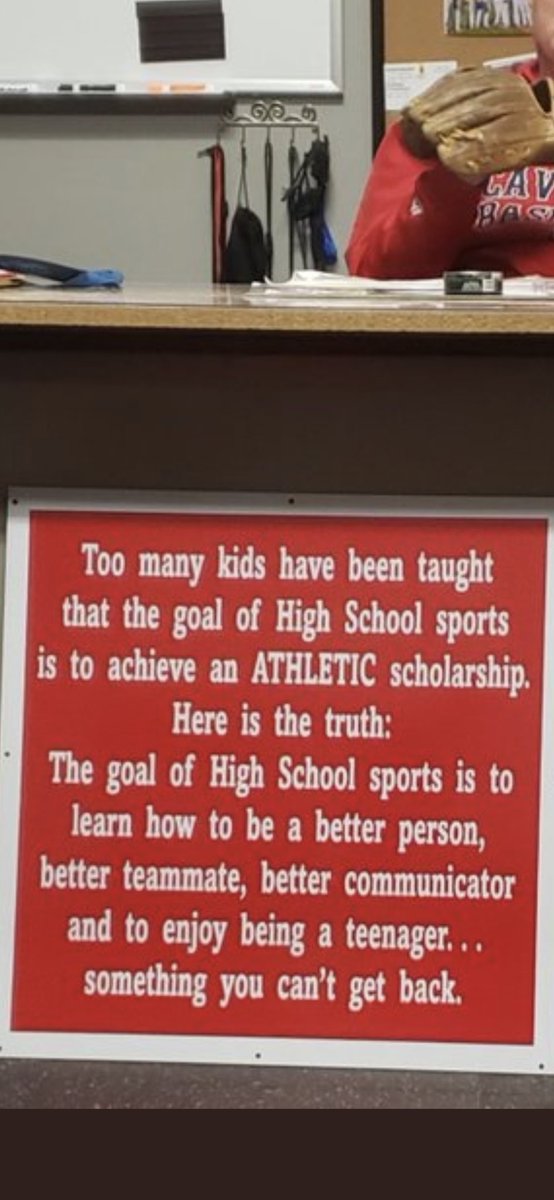 Too many kids have been taught
that the goal of High School sports
is to achieve an ATHLETIC scholarship.
Here is the truth:
The goal of High School sports is to
learn how to be a better person,
better teammate, better communicator
and to enjoy being a teenager...
something you can't get back.